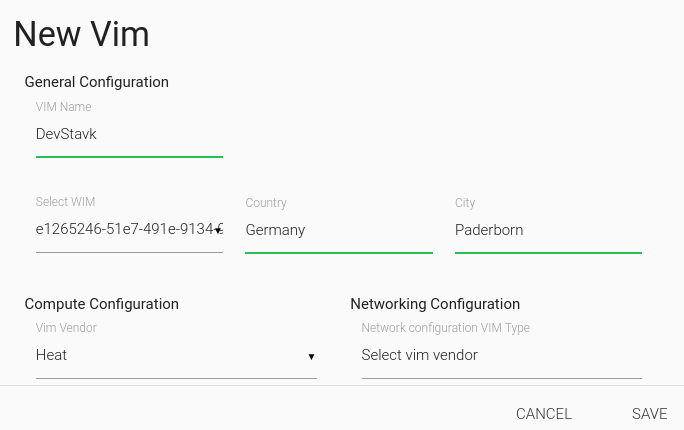 New Vim
General Configuration
VIM Name
DevStavk
Select WIM Country City
e1265246-51e7-491e-9134- Germany Paderborn
Compute Configuration Networking Configuration
Vim Vendor Network configuration VIM Type
Heat Select vim vendor
CANCEL SAVE